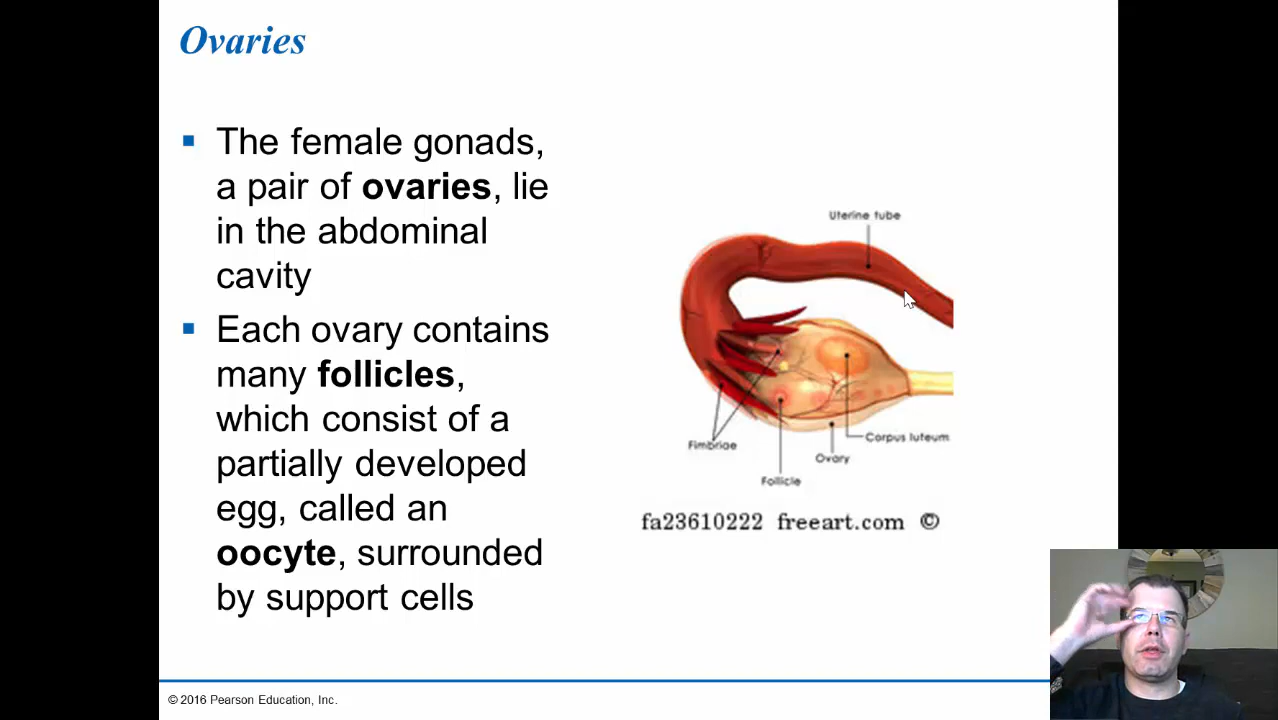 Ovaries
▪ The female gonads,
a pair of ovaries, lie
in the abdominal
cavity
▪ Each ovary contains
many follicles,
which consist of a
partially developed
egg, called an
oocyte, surrounded
by support cells
Uterine tube
Fimbriae
Corpus luteum
Ovary
Follicle
fa23610222 freeart.com ©
© 2016 Pearson Education, Inc.